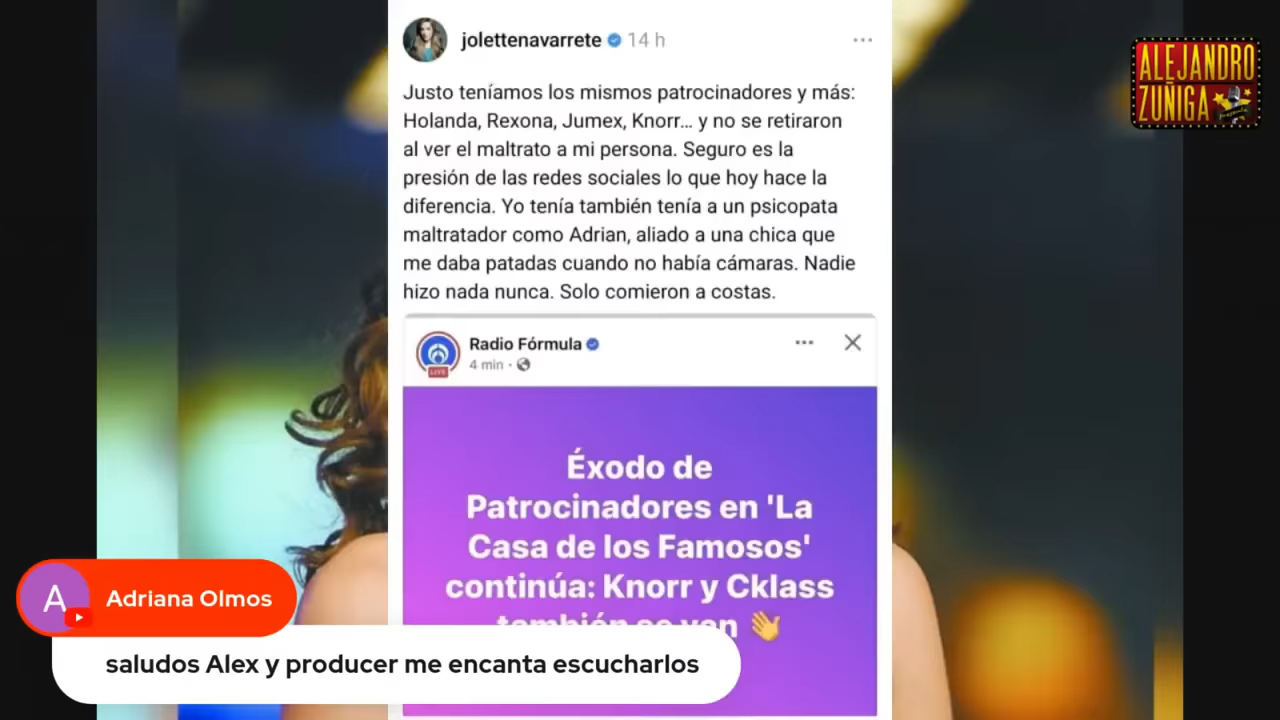 jolettenavarrete 14 h
Justo teníamos los mismos patrocinadores y más:
Holanda, Rexona, Jumex, Knorr... y no se retiraron
al ver el maltrato a mi persona. Seguro es la
presión de las redes sociales lo que hoy hace la
diferencia. Yo tenía también tenía a un psicopata
maltratador como Adrian, aliado a una chica que
me daba patadas cuando no había cámaras. Nadie
hizo nada nunca. Solo comieron a costas.
Radio Fórmula
4 min
LIVE
Éxodo de
Patrocinadores en 'La
Casa de los Famosos'
continúa: Knorr y Cklass
también se van 👋
ALEJANDRO
ZUÑIGA
A
Adriana Olmos
saludos Alex y producer me encanta escucharlos